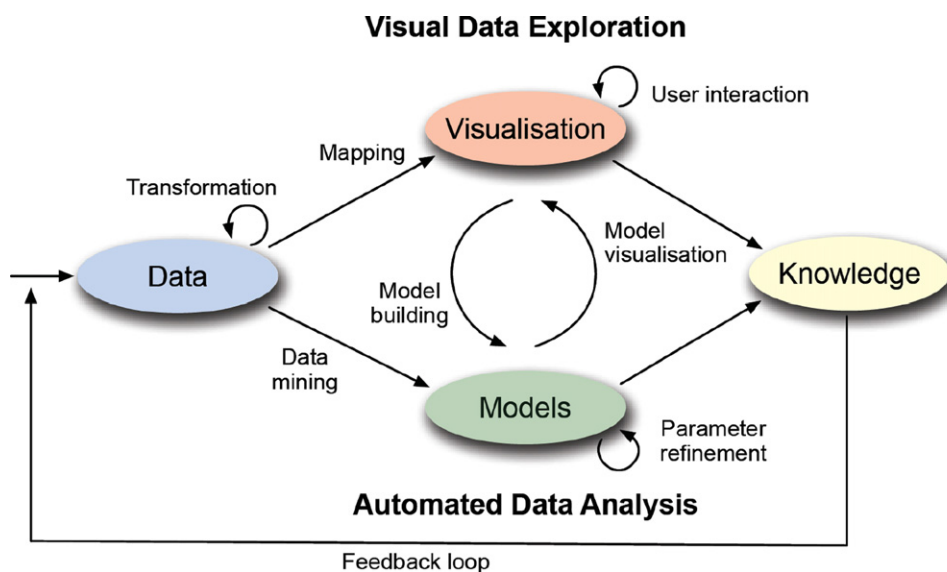 Visual Data Exploration
User interaction
Visualisation
Mapping
Transformation
Model
visualisation
Data
Knowledge
Model
building
Data
mining
Models
Parameter
refinement
Automated Data Analysis
Feedback loop